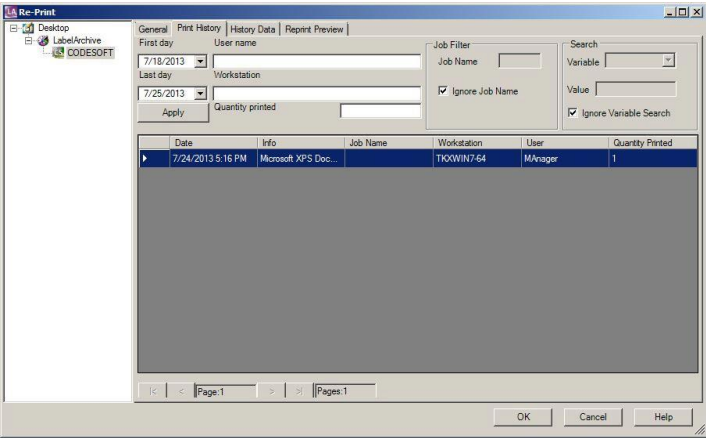 Re-Print
Desktop
LabelArchive
CODESOFT
General Print History History Data Reprint Preview
First day User name
7/18/2013
Last day Workstation
7/25/2013
Apply Quantity printed
Job Filter
Job Name
Ignore Job Name
Search
Variable
Value
Ignore Variable Search
Date Info Job Name Workstation User Quantity Printed
7/24/2013 5:16 PM Microsoft XPS Doc... TKXWIN7-64 MAnager 1
|< < Page:1 > >| Pages:1
OK Cancel Help